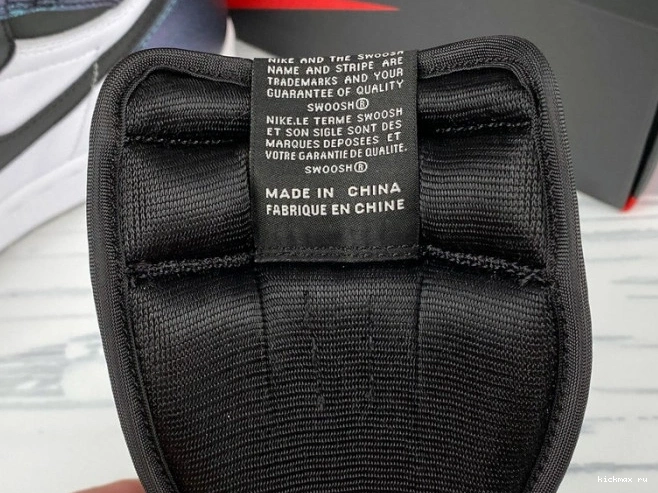 NIKE AND THE SWOOSH
NAME AND STRIPE ARE
TRADEMARKS AND YOUR
GUARANTEE OF QUALITY
SWOOSH®
NIKE,LE TERME SWOOSH
ET SON SIGLE SONT DES
MARQUES DEPOSEES ET
VOTRE GARANTIE DE QUALITE.
SWOOSH®
MADE IN CHINA
FABRIQUE EN CHINE
kickmax ru